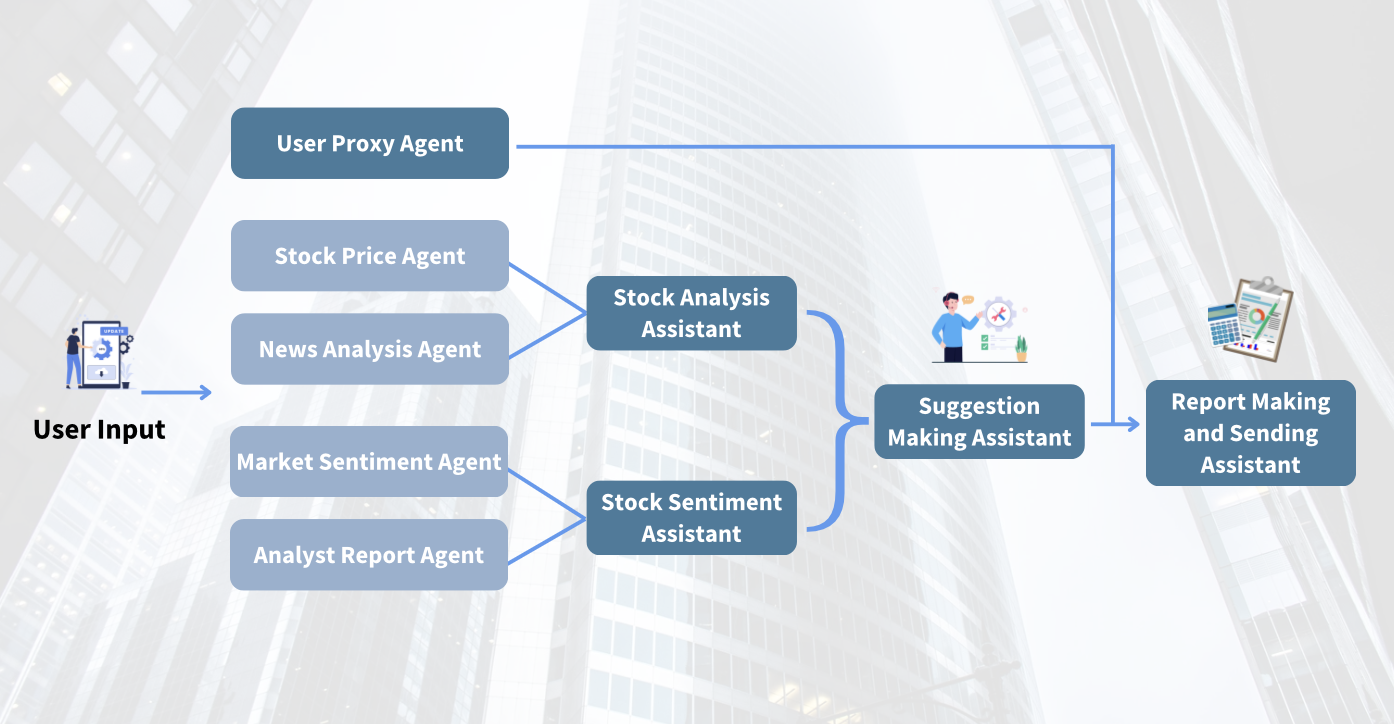 User Proxy Agent
Stock Price Agent
News Analysis Agent
Market Sentiment Agent
Analyst Report Agent
User Input
UPDATE
Stock Analysis
Assistant
Stock Sentiment
Assistant
Suggestion
Making Assistant
Report Making
and Sending
Assistant